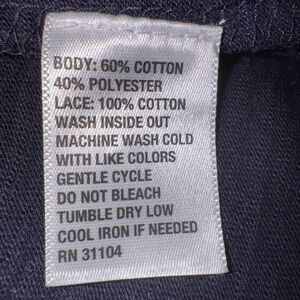 BODY: 60% COTTON
40% POLYESTER
LACE: 100% COTTON
WASH INSIDE OUT
MACHINE WASH COLD
WITH LIKE COLORS
GENTLE CYCLE
DO NOT BLEACH
TUMBLE DRY LOW
COOL IRON IF NEEDED
RN 31104